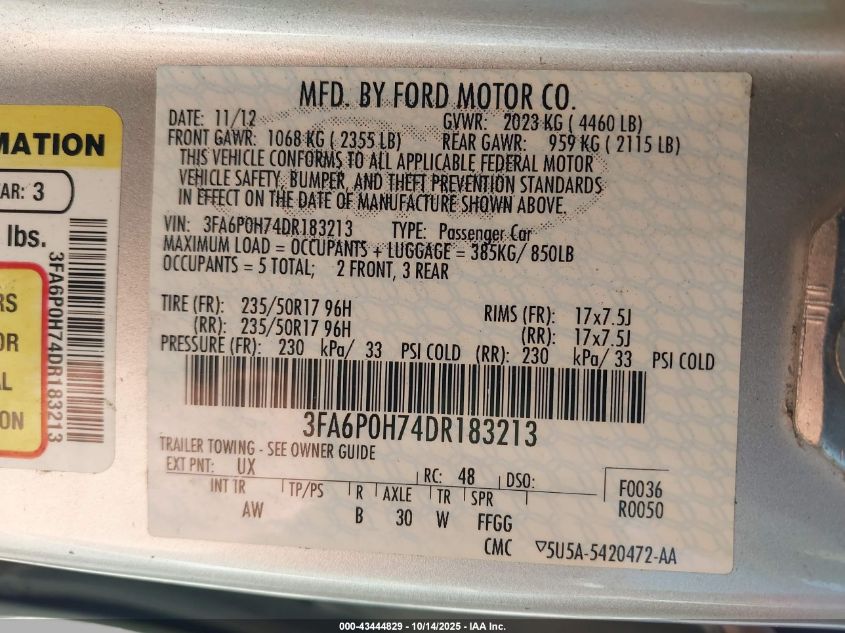 MFD. BY FORD MOTOR CO.
DATE: 11/12 GVWR: 2023 KG ( 4460 LB)
FRONT GAWR: 1068 KG ( 2355 LB) REAR GAWR: 959 KG ( 2115 LB)
THIS VEHICLE CONFORMS TO ALL APPLICABLE FEDERAL MOTOR
VEHICLE SAFETY, BUMPER, AND THEFT PREVENTION STANDARDS
IN EFFECT ON THE DATE OF MANUFACTURE SHOWN ABOVE.
VIN: 3FA6P0H74DR183213 TYPE: Passenger Car
MAXIMUM LOAD = OCCUPANTS + LUGGAGE = 385KG/ 850LB
OCCUPANTS = 5 TOTAL; 2 FRONT, 3 REAR
TIRE (FR): 235/50R17 96H RIMS (FR): 17x7.5J
(RR): 235/50R17 96H (RR): 17x7.5J
PRESSURE (FR): 230 kPa/ 33 PSI COLD (RR): 230 kPa/ 33 PSI COLD
3FA6P0H74DR183213
TRAILER TOWING - SEE OWNER GUIDE
EXT PNT: UX RC: 48 DSO: F0036
INT TR TP/PS R AXLE TR SPR R0050
AW B 30 W FFGG
CMC 5U5A-5420472-AA
MATION
AR: 3
lbs.
RS
OR
AL
ON
3FA6P0H74DR183213
000-43444829 - 10/14/2025 - IAA Inc.